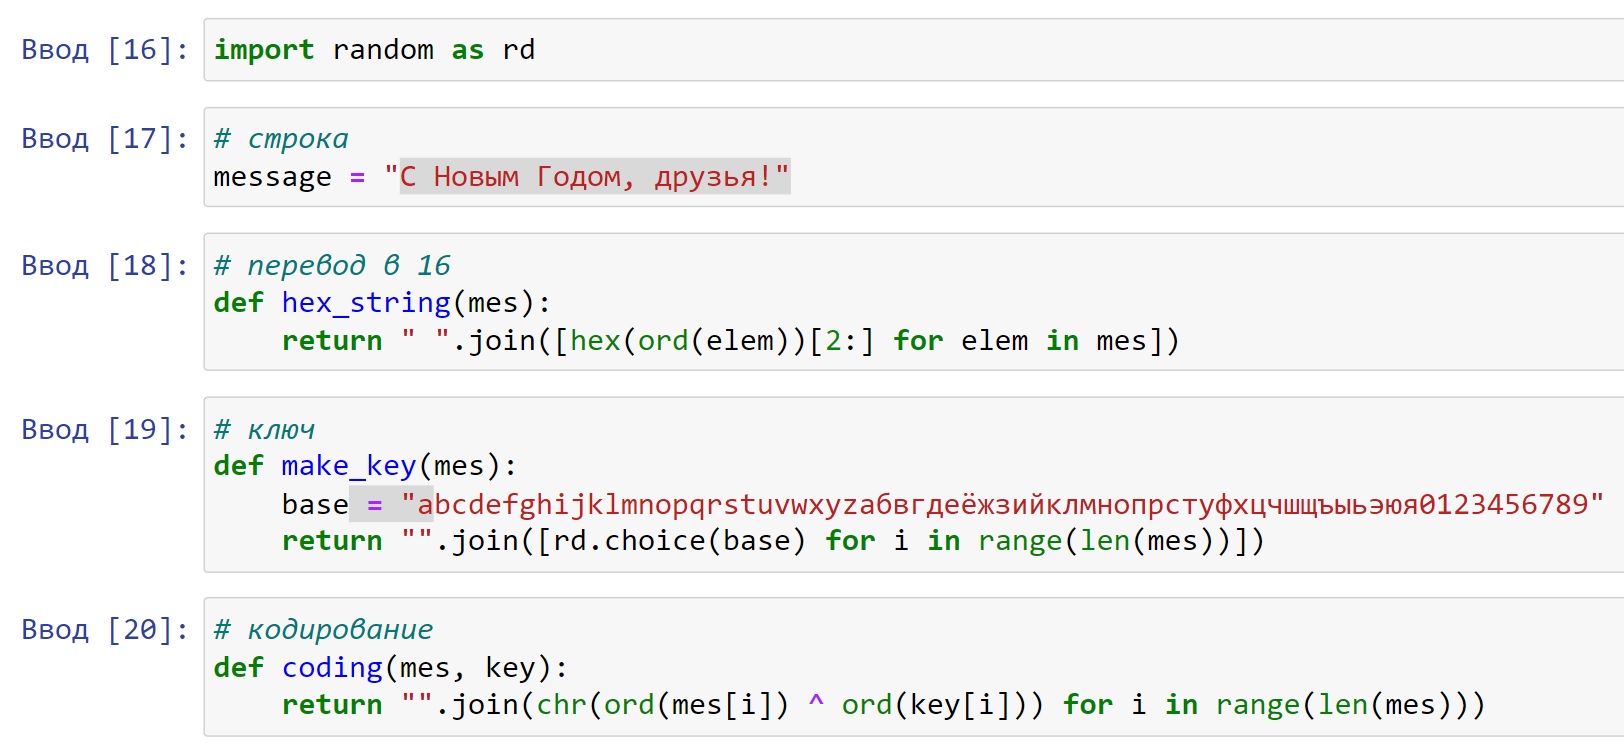 Ввод [16]: import random as rd
Ввод [17]: # строка
message = "С Новым Годом, друзья!"
Ввод [18]: # перевод в 16
def hex_string(mes):
    return " ".join([hex(ord(elem))[2:] for elem in mes])
Ввод [19]: # ключ
def make_key(mes):
    base = "abcdefghijklmnopqrstuvwxyzабвгдеёжзийклмнопрстуфхцчшщъыьэюя0123456789"
    return "".join([rd.choice(base) for i in range(len(mes))])
Ввод [20]: # кодирование
def coding(mes, key):
    return "".join(chr(ord(mes[i]) ^ ord(key[i])) for i in range(len(mes)))